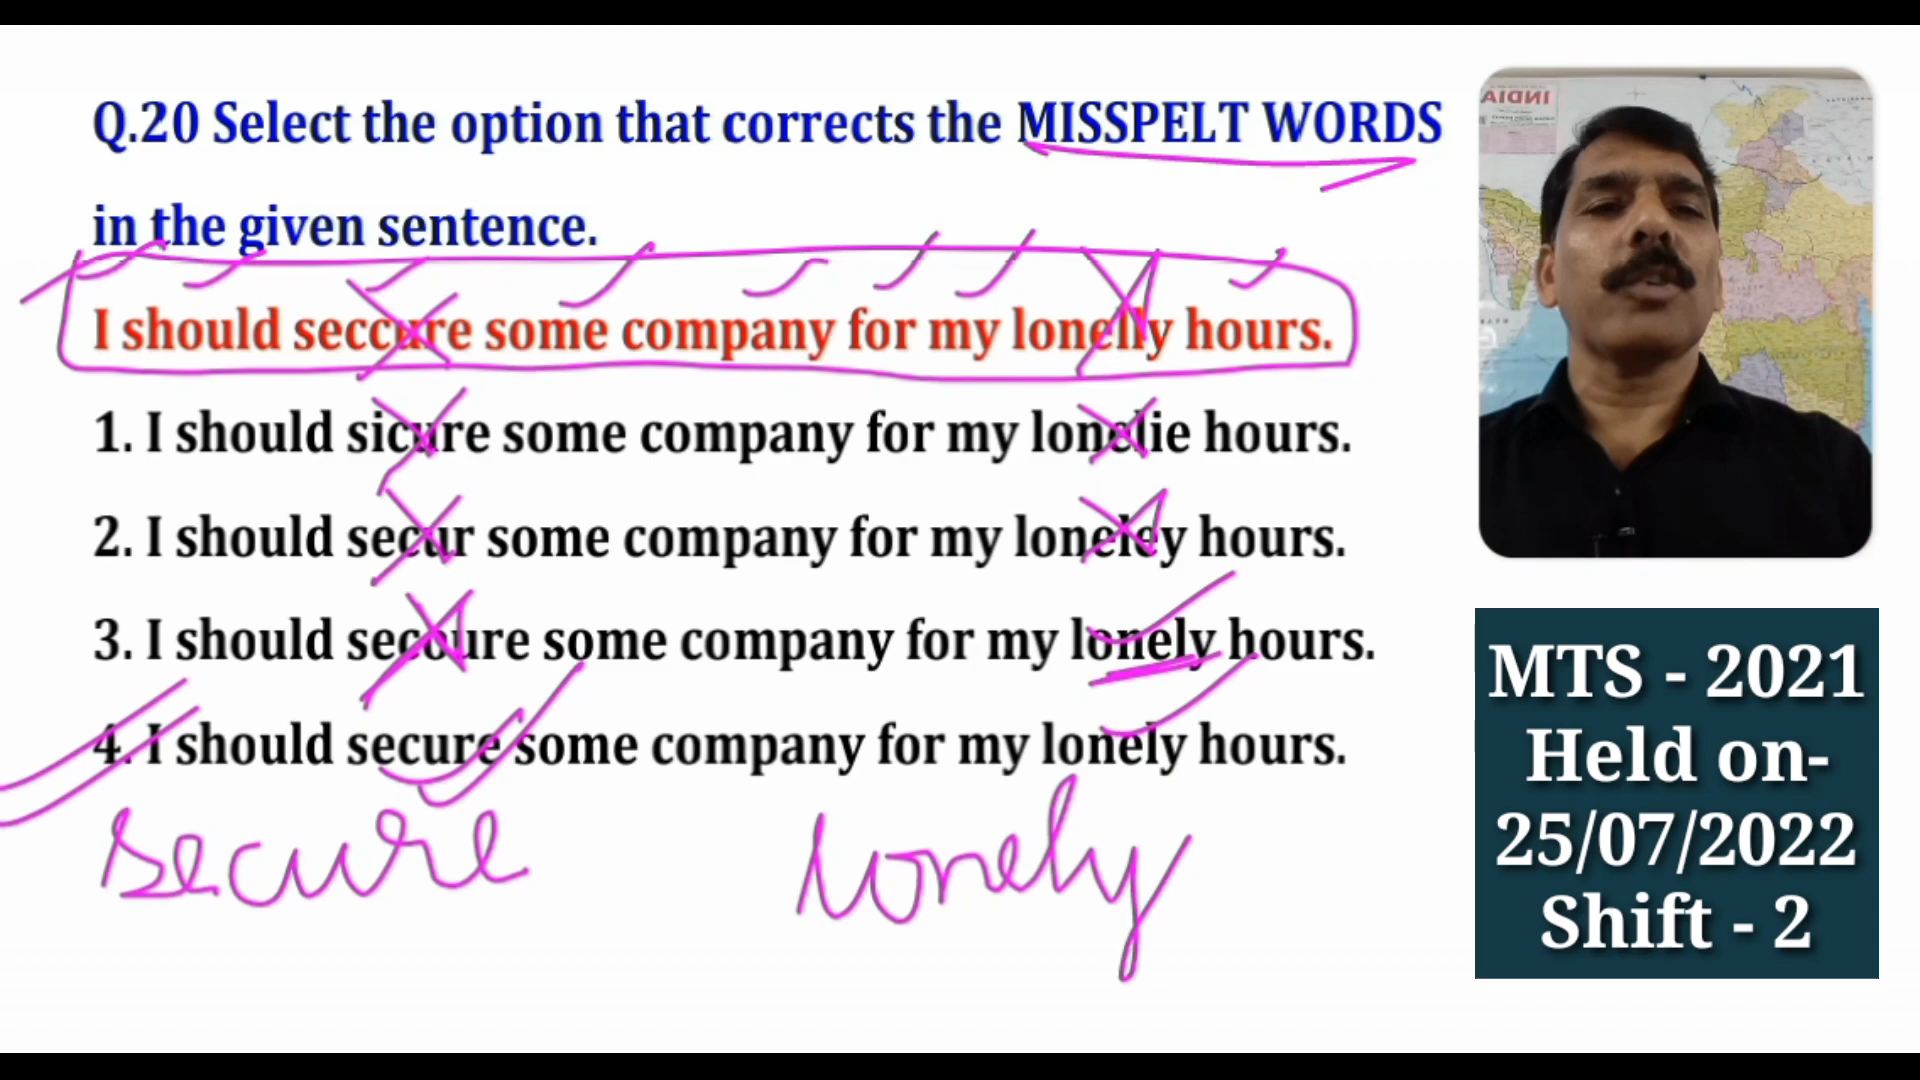 Q.20 Select the option that corrects the MISSPELT WORDS
in the given sentence.
I should seccure some company for my lonelly hours.
1. I should sicure some company for my lonelie hours.
2. I should secur some company for my loneley hours.
3. I should secoure some company for my lonely hours.
4. I should secure some company for my lonely hours.
secure lonely
INDIA
MTS - 2021
Held on-
25/07/2022
Shift - 2